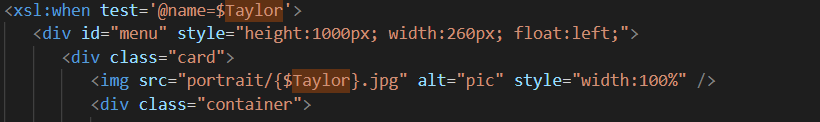 <xsl:when test='@name=$Taylor'>
<div id="menu" style="height:1000px; width:260px; float:left;">
<div class="card">
<img src="portrait/{$Taylor}.jpg" alt="pic" style="width:100%" />
<div class="container">